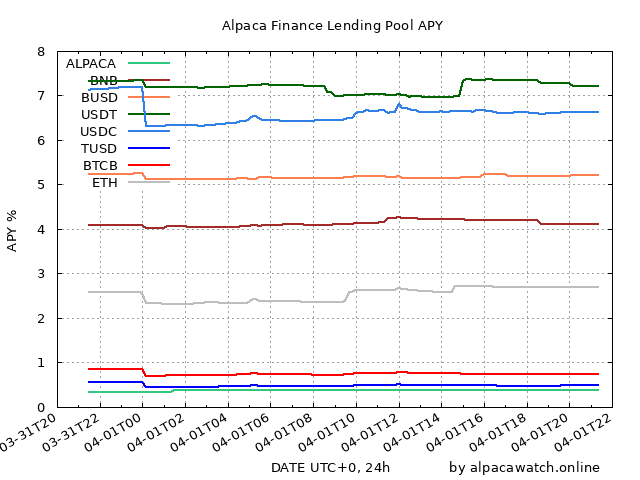 Alpaca Finance Lending Pool APY
8
7
6
5
4
3
2
1
0
APY %
ALPACA
BNB
BUSD
USDT
USDC
TUSD
BTCB
ETH
03-31T20
03-31T22
04-01T00
04-01T02
04-01T04
04-01T06
04-01T08
04-01T10
04-01T12
04-01T14
04-01T16
04-01T18
04-01T20
04-01T22
DATE UTC+0, 24h
by alpacawatch.online